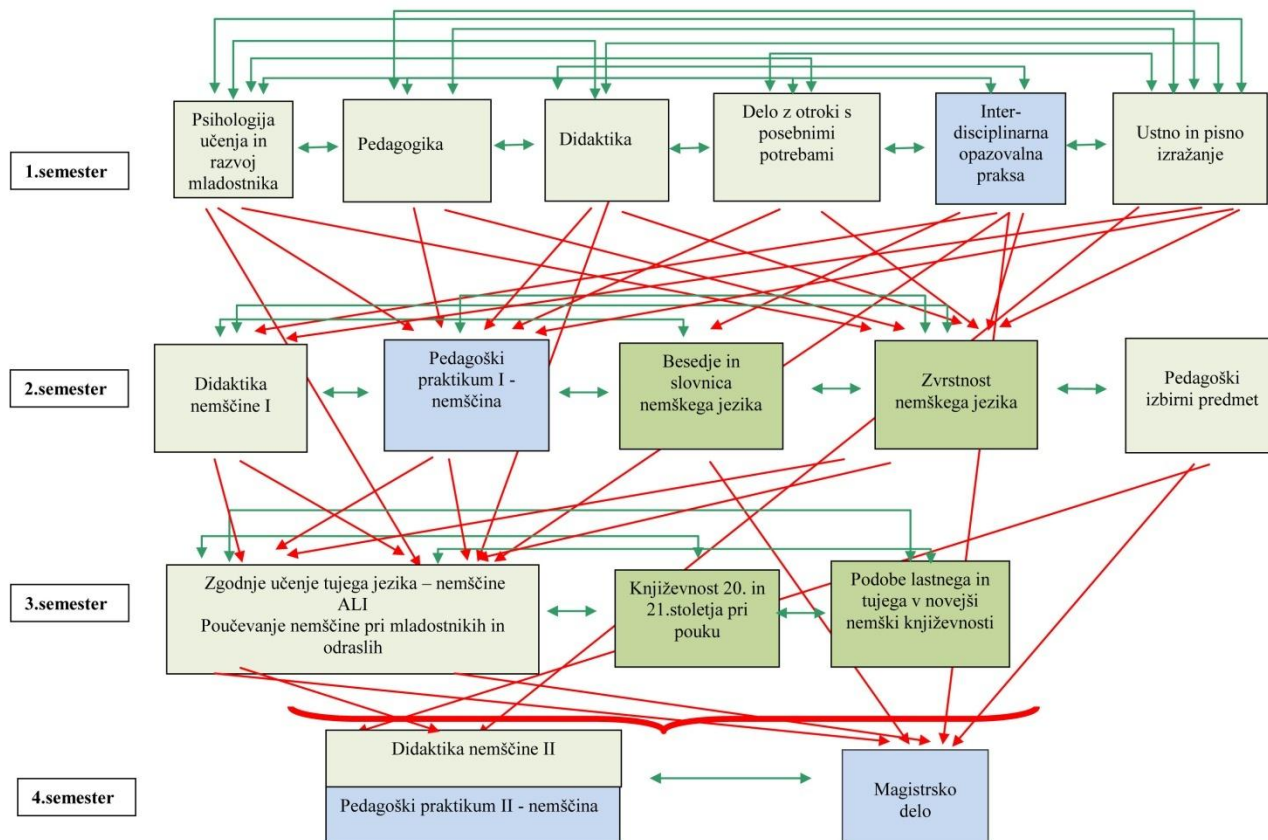 1.semester
Psihologija
učenja in
razvoj
mladostnika
Pedagogika
Didaktika
Delo z otroki s
posebnimi
potrebami
Inter-
disciplinarna
opazovalna
praksa
Ustno in pisno
izražanje
2.semester
Didaktika
nemščine I
Pedagoški
praktikum I -
nemščina
Besedje in
slovnica
nemškega jezika
Zvrstnost
nemškega jezika
Pedagoški
izbirni predmet
3.semester
Zgodnje učenje tujega jezika – nemščine
ALI
Poučevanje nemščine pri mladostnikih in
odraslih
Književnost 20. in
21.stoletja pri
pouku
Podobe lastnega in
tujega v novejši
nemški književnosti
4.semester
Didaktika nemščine II
Pedagoški praktikum II - nemščina
Magistrsko
delo